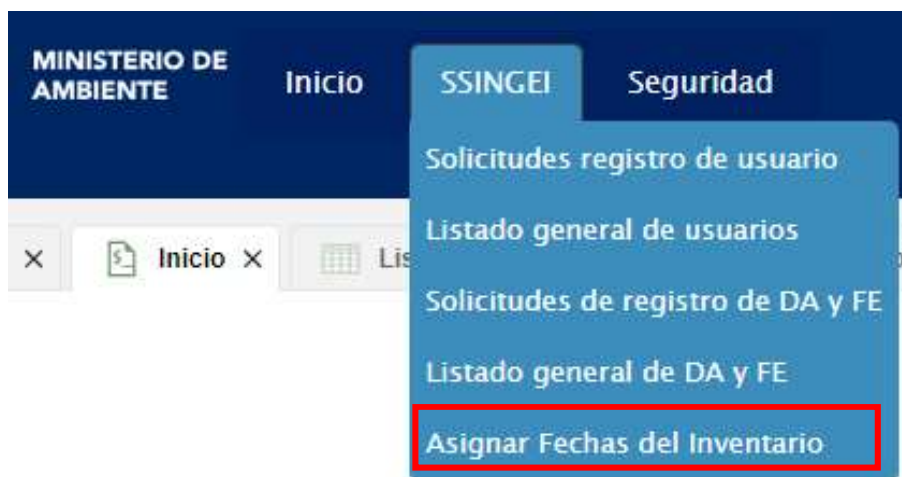 MINISTERIO DE
AMBIENTE
Inicio
SSINGEI
Seguridad
Solicitudes registro de usuario
Listado general de usuarios
Solicitudes de registro de DA y FE
Listado general de DA y FE
Asignar Fechas del Inventario
Inicio